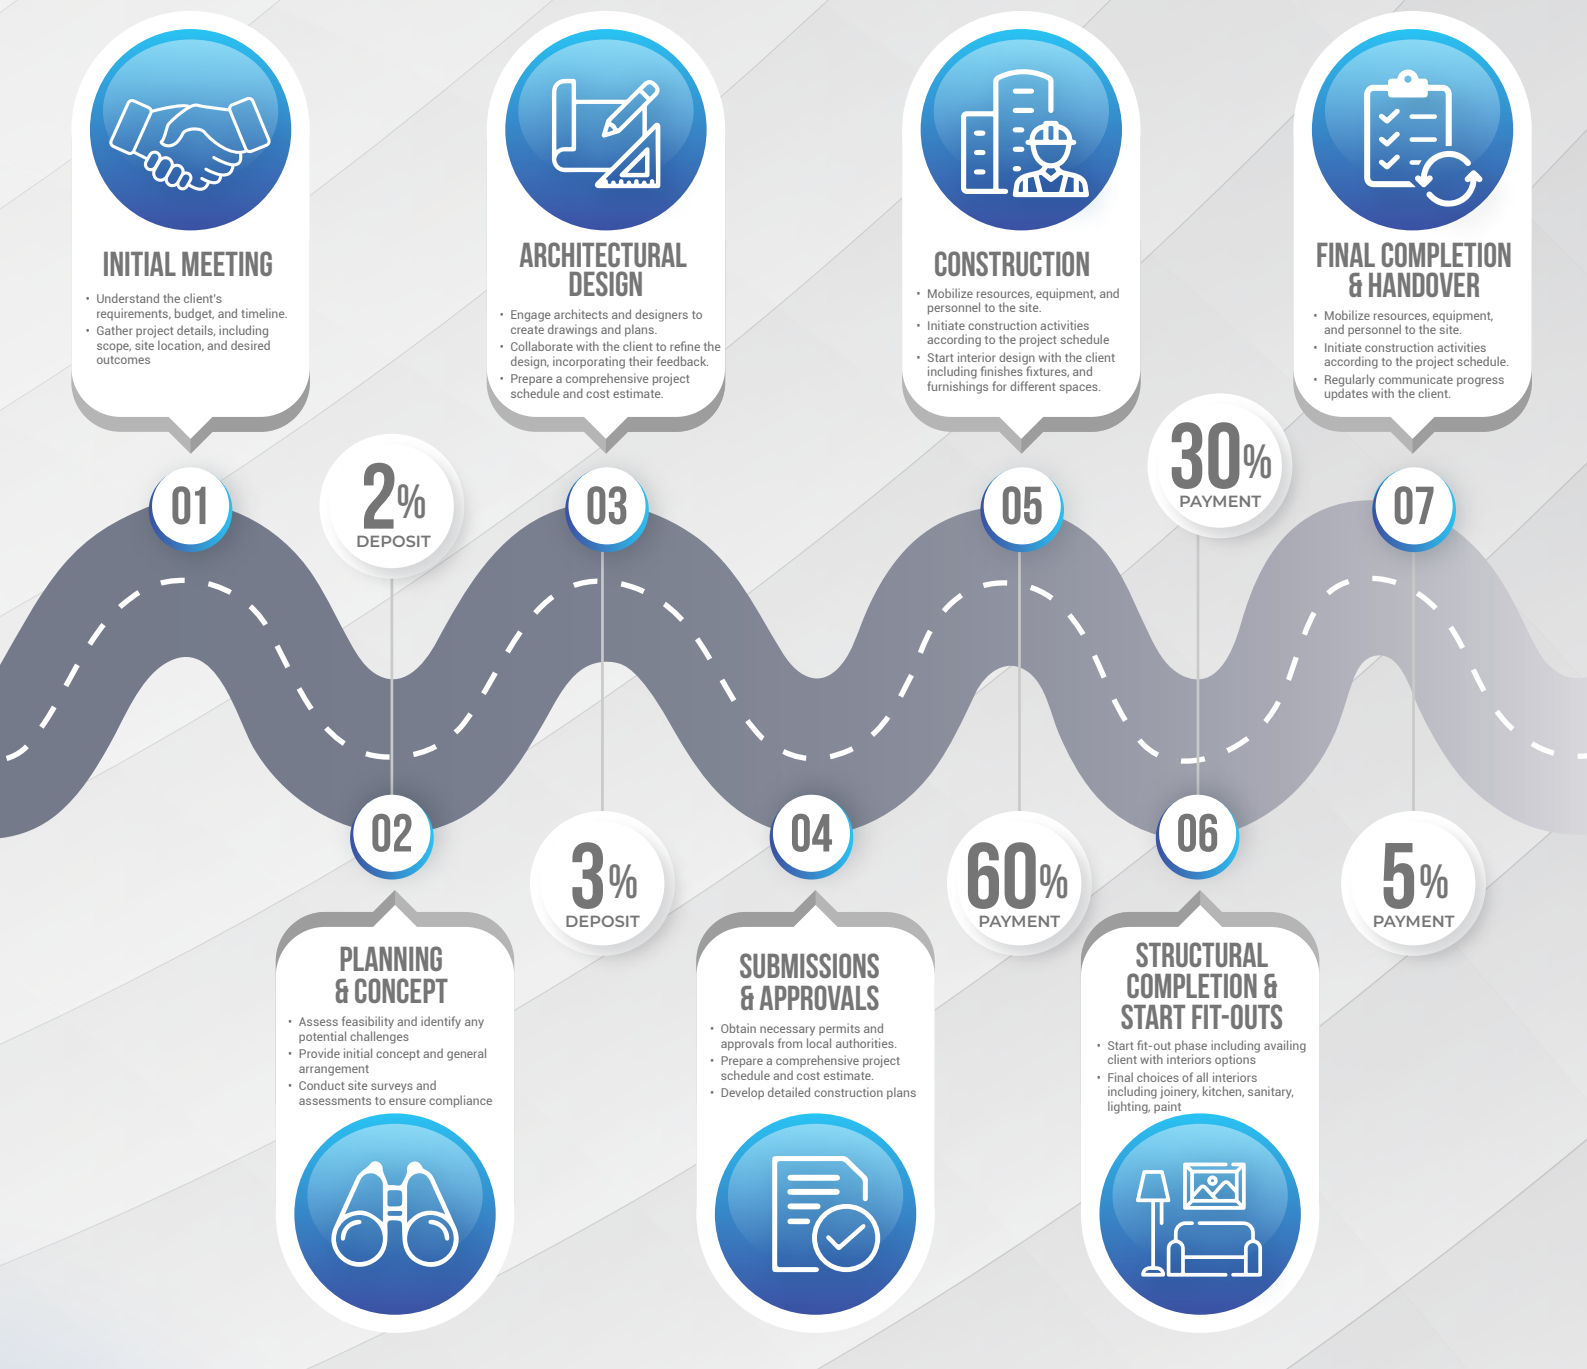 INITIAL MEETING
• Understand the client's
requirements, budget, and timeline.
• Gather project details, including
scope, site location, and desired
outcomes
01
2%
DEPOSIT
02
PLANNING
& CONCEPT
• Assess feasibility and identify any
potential challenges
• Provide initial concept and general
arrangement
• Conduct site surveys and
assessments to ensure compliance
ARCHITECTURAL
DESIGN
• Engage architects and designers to
create drawings and plans.
• Collaborate with the client to refine the
design, incorporating their feedback.
• Prepare a comprehensive project
schedule and cost estimate.
03
3%
DEPOSIT
04
SUBMISSIONS
& APPROVALS
• Obtain necessary permits and
approvals from local authorities.
• Prepare a comprehensive project
schedule and cost estimate.
• Develop detailed construction plans
CONSTRUCTION
• Mobilize resources, equipment, and
personnel to the site.
• Initiate construction activities
according to the project schedule
• Start interior design with the client
including finishes fixtures, and
furnishings for different spaces.
05
60%
PAYMENT
30%
PAYMENT
06
STRUCTURAL
COMPLETION &
START FIT-OUTS
• Start fit-out phase including availing
client with interiors options
• Final choices of all interiors
including joinery, kitchen, sanitary,
lighting, paint
FINAL COMPLETION
& HANDOVER
• Mobilize resources, equipment,
and personnel to the site.
• Initiate construction activities
according to the project schedule.
• Regularly communicate progress
updates with the client.
07
5%
PAYMENT